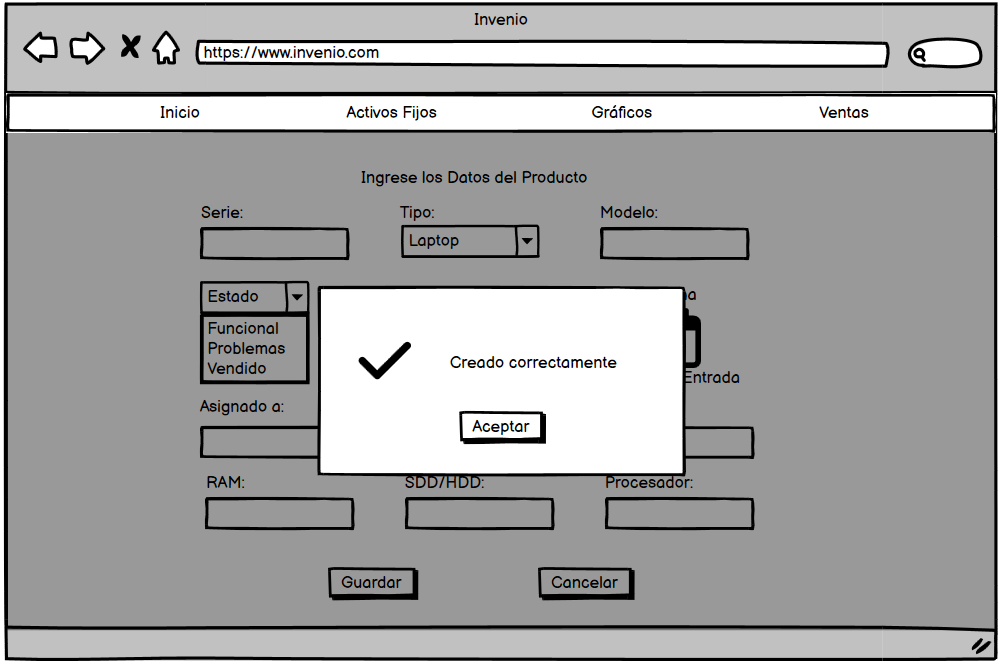 Invenio
https://www.invenio.com
Inicio Activos Fijos Gráficos Ventas
Ingrese los Datos del Producto
Serie: Tipo: Modelo:
Laptop
Estado
Funcional
Problemas
Vendido
Creado correctamente
Aceptar
Entrada
Asignado a:
RAM: SDD/HDD: Procesador:
Guardar Cancelar